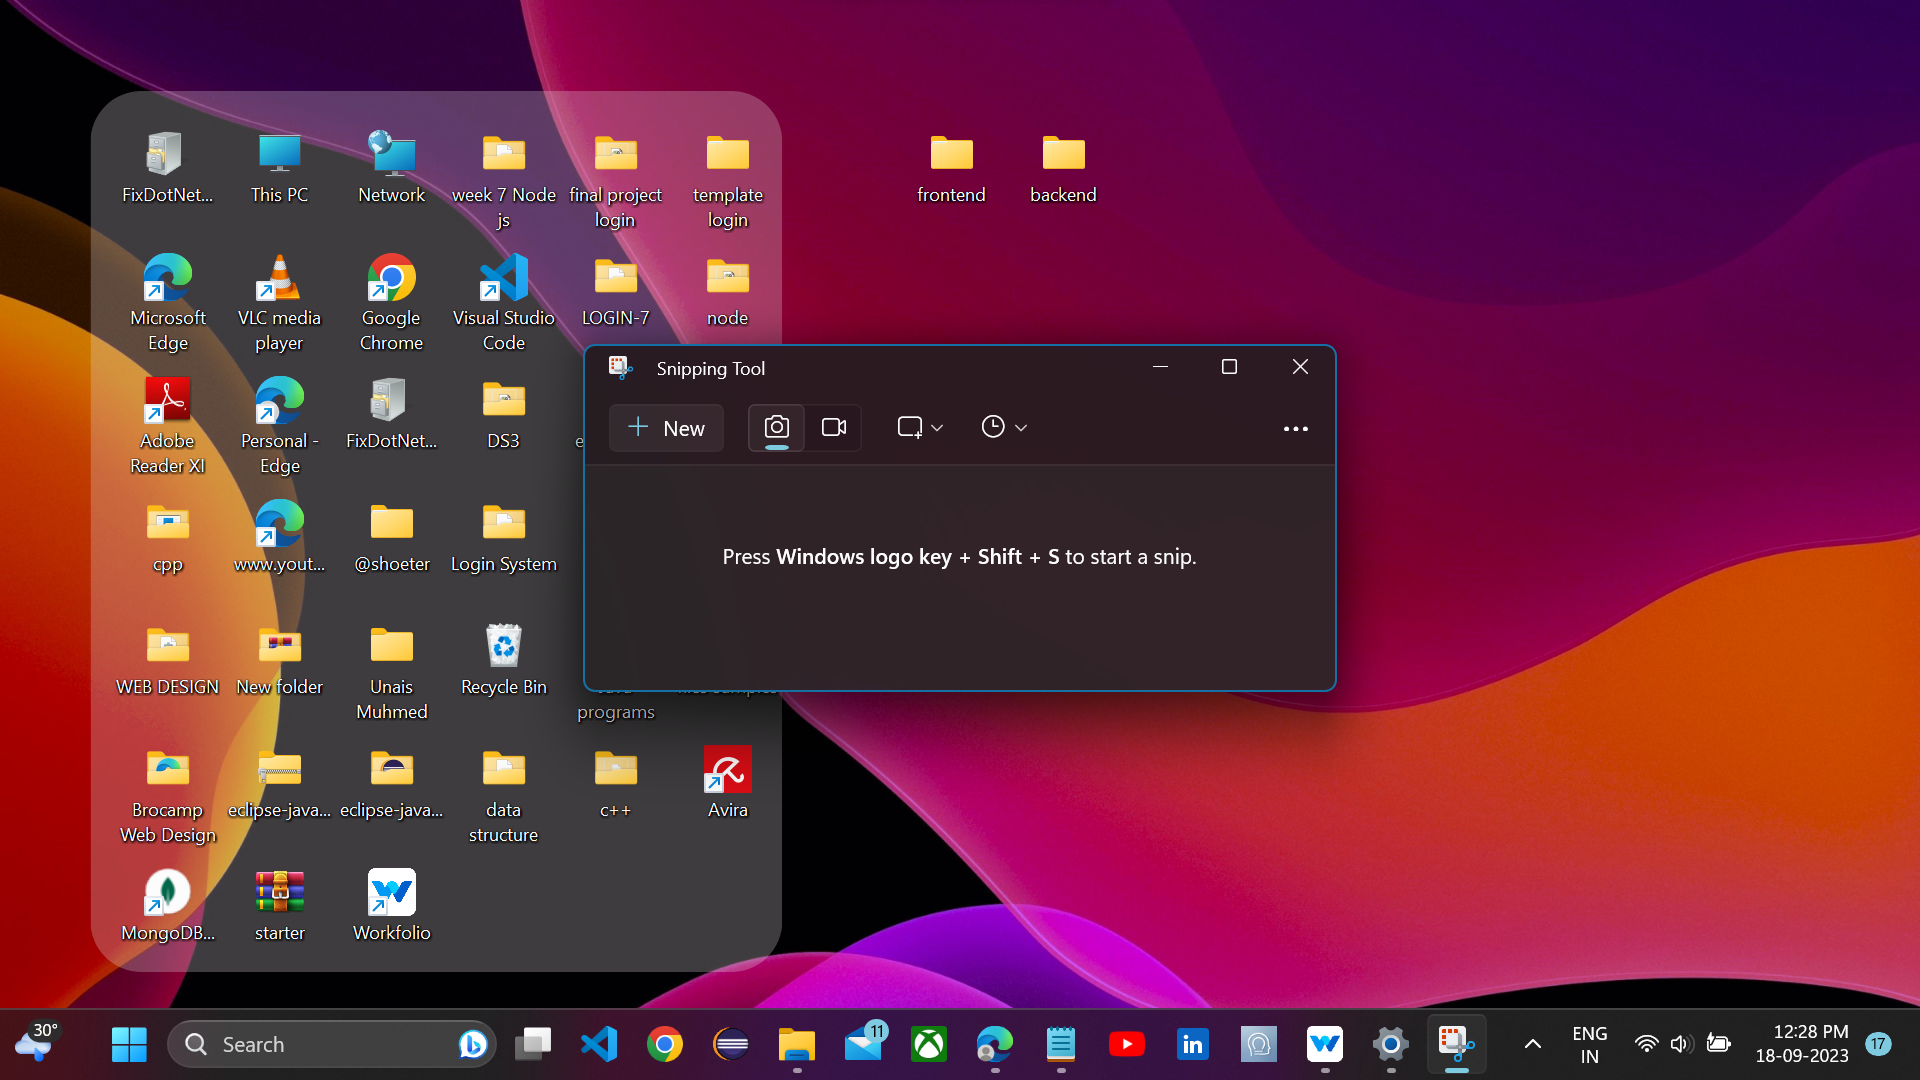 FixDotNet...
This PC
Network
week 7 Node
js
final project
login
template
login
frontend
backend
Microsoft
Edge
VLC media
player
Google
Chrome
Visual Studio
Code
LOGIN-7
node
Adobe
Reader XI
Personal -
Edge
FixDotNet...
DS3
Snipping Tool
New
Press Windows logo key + Shift + S to start a snip.
cpp
www.yout...
@shoeter
Login System
WEB DESIGN
New folder
Unais
Muhmed
Recycle Bin
programs
Brocamp
Web Design
eclipse-java...
eclipse-java...
data
structure
c++
Avira
MongoDB...
starter
Workfolio
30°
Search
11
ENG
IN
12:28 PM
18-09-2023
17